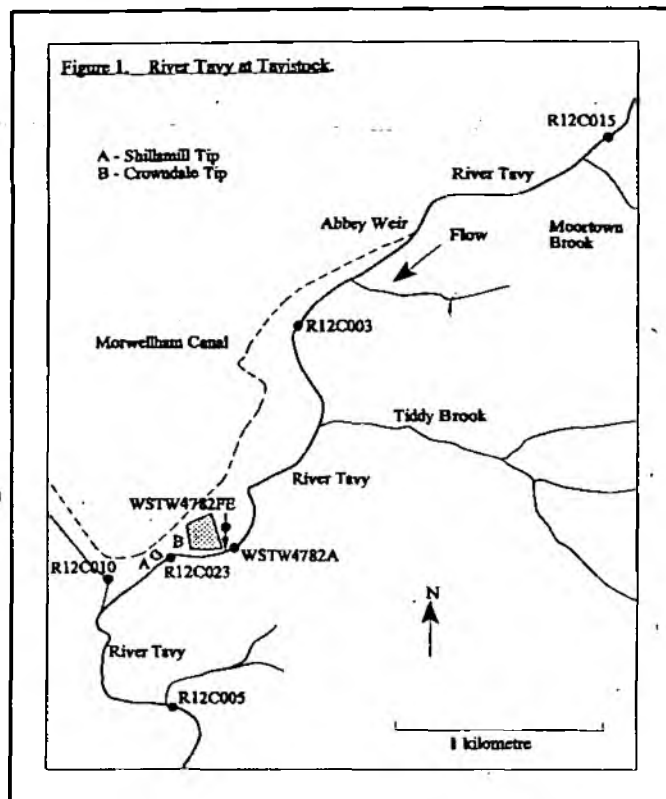 Figure 1. River Tavy at Tavistock.
R12C015
A - Shillamill Tip
B - Crowndale Tip
River Tavy
Abbey Weir
Flow
Moortown
Brook
R12C003
Morwellham Canal
Tiddy Brook
River Tavy
WSTW4782FE
B
A
WSTW4782A
R12C010
R12C023
N
River Tavy
R12C005
1 kilometre